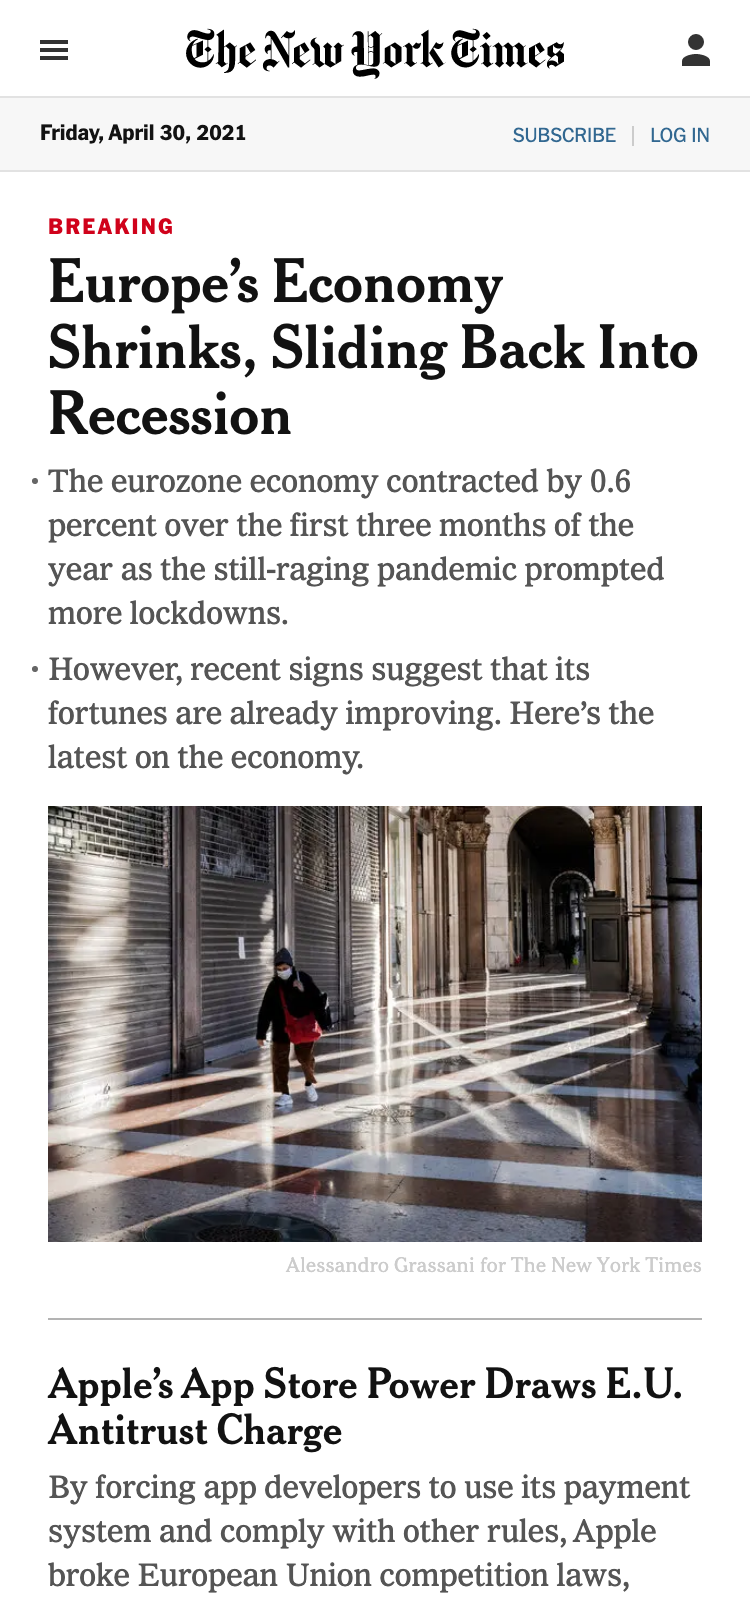 The New York Times
Friday, April 30, 2021
SUBSCRIBE | LOG IN
BREAKING
Europe’s Economy
Shrinks, Sliding Back Into
Recession
• The eurozone economy contracted by 0.6
percent over the first three months of the
year as the still-raging pandemic prompted
more lockdowns.
• However, recent signs suggest that its
fortunes are already improving. Here’s the
latest on the economy.
Alessandro Grassani for The New York Times
Apple’s App Store Power Draws E.U.
Antitrust Charge
By forcing app developers to use its payment
system and comply with other rules, Apple
broke European Union competition laws,